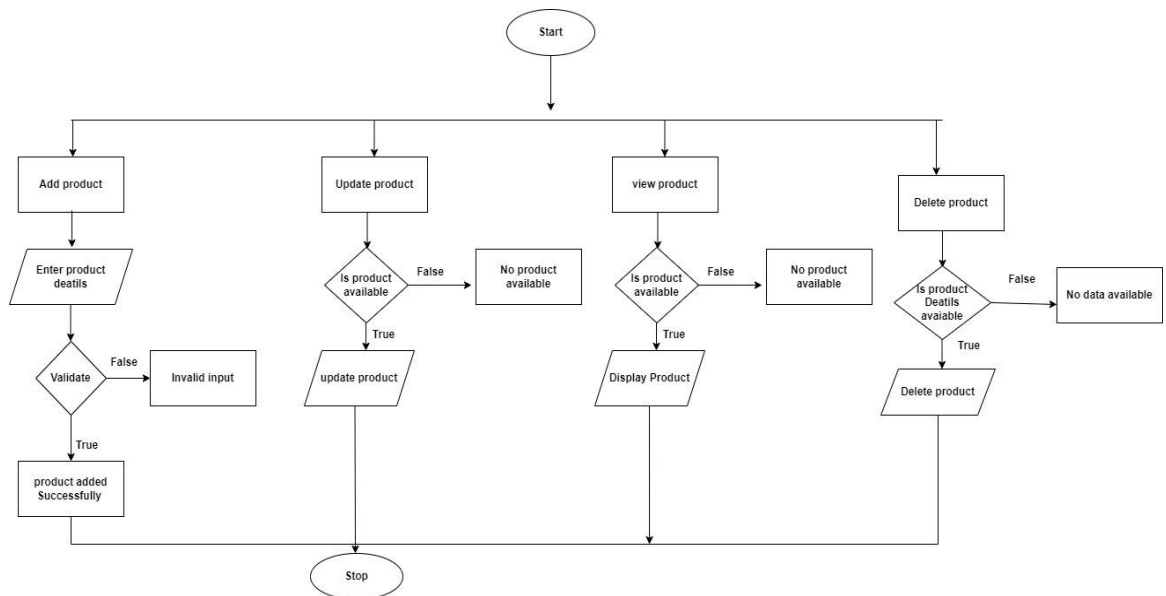 Start
Add product
Update product
view product
Delete product
Enter product
deatils
Is product
available
False
No product
available
Is product
available
False
No product
available
Is product
Deatils
avaiable
False
No data available
True
True
True
Validate
False
Invalid input
update product
Display Product
Delete product
True
product added
Successfully
Stop